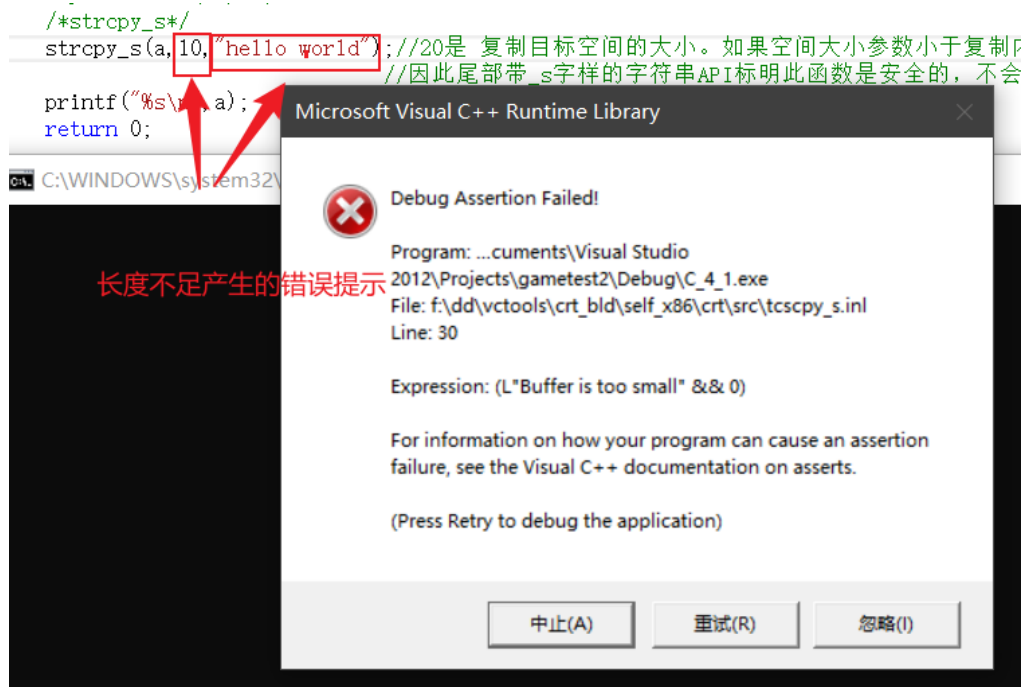 /*strcpy_s*/
strcpy_s(a,10,"hello world");//20是 复制目标空间的大小。如果空间大小参数小于复制内
//因此尾部带_s字样的字符串API标明此函数是安全的，不会
printf("%s\n",a);
return 0;
Microsoft Visual C++ Runtime Library
C:\WINDOWS\system32\
Debug Assertion Failed!
Program: ...cuments\Visual Studio
2012\Projects\gametest2\Debug\C_4_1.exe
长度不足产生的错误提示
File: f:\dd\vctools\crt_bld\self_x86\crt\src\tcscpy_s.inl
Line: 30
Expression: (L"Buffer is too small" && 0)
For information on how your program can cause an assertion
failure, see the Visual C++ documentation on asserts.
(Press Retry to debug the application)
中止(A)
重试(R)
忽略(I)